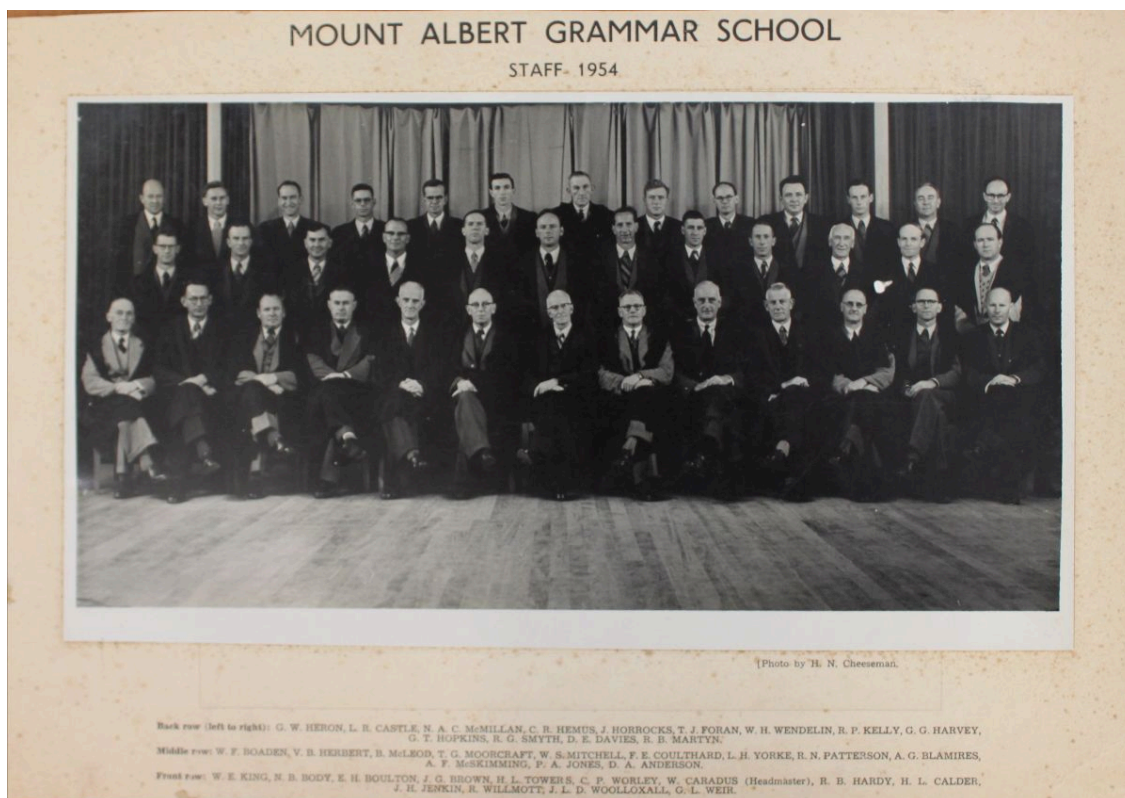 MOUNT ALBERT GRAMMAR SCHOOL
STAFF- 1954
[Photo by H. N. Cheeseman.
Back row (left to right): G. W. HERON, L. R. CASTLE, N. A. C. McMILLAN, C. R. HEMUS, J. HORROCKS, T. J. FORAN, W. H. WENDELIN, R. P. KELLY, G. G. HARVEY,
G. T. HOPKINS, R. G. SMYTH, D. E. DAVIES, R. B. MARTYN.
Middle row: W. F. BOADEN, V. B. HERBERT, B. McLEOD, T. G. MOORCRAFT, W. S. MITCHELL, F. E. COULTHARD, L. H. YORKE, R. N. PATTERSON, A. G. BLAMIRES,
A. F. McSKIMMING, P. A. JONES, D. A. ANDERSON.
Front row: W. E. KING, N. B. BODY, E. H. BOULTON, J. G. BROWN, H. L. TOWERS, C. P. WORLEY, W. CARADUS (Headmaster), R. B. HARDY, H. L. CALDER,
J. H. JENKIN, R. WILLMOTT, J. L. D. WOOLLOXALL, G. L. WEIR.